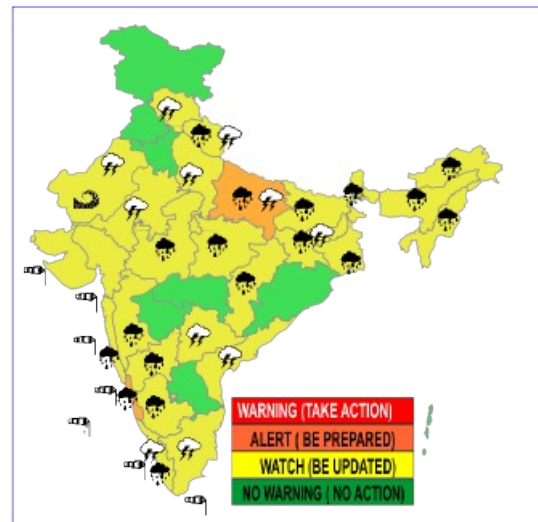 WARNING (TAKE ACTION)
ALERT ( BE PREPARED)
WATCH (BE UPDATED)
NO WARNING ( NO ACTION)